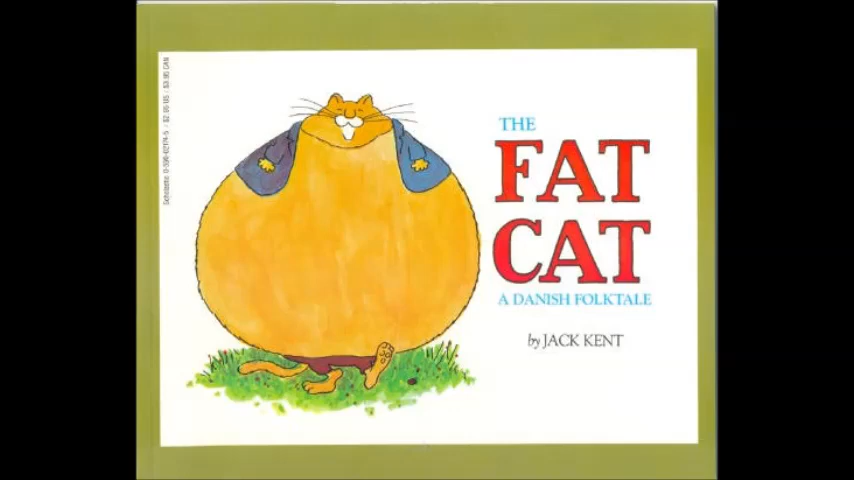 THE
FAT
CAT
A DANISH FOLKTALE
by JACK KENT